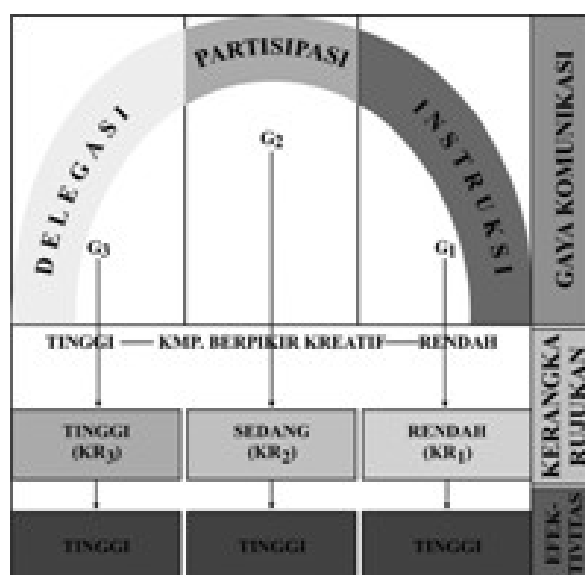 PARTISIPASI
DELEGASI
INSTRUKSI
G2
G3
G1
GAYA KOMUNIKASI
TINGGI — KMP. BERPIKIR KREATIF — RENDAH
TINGGI
(KR3)
SEDANG
(KR2)
RENDAH
(KR1)
KERANGKA
RUJUKAN
TINGGI
TINGGI
TINGGI
EFEK-
TIVITAS